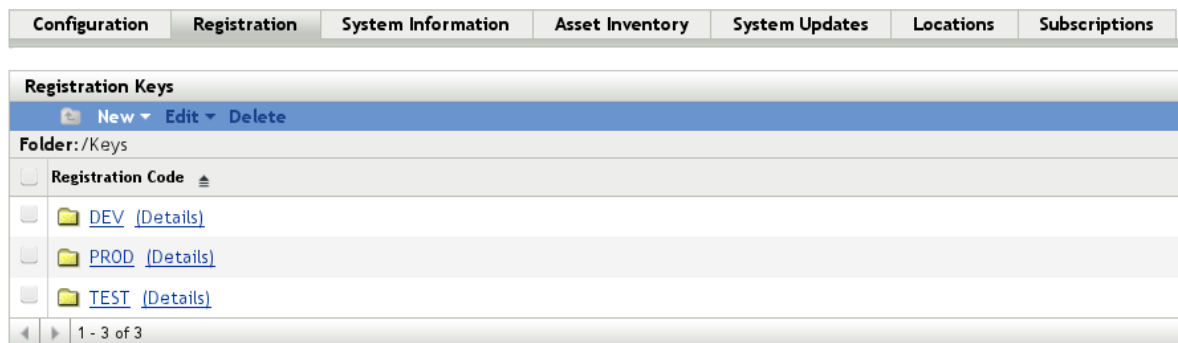 Configuration Registration System Information Asset Inventory System Updates Locations Subscriptions
Registration Keys
New Edit Delete
Folder:/Keys
Registration Code
DEV (Details)
PROD (Details)
TEST (Details)
1 - 3 of 3